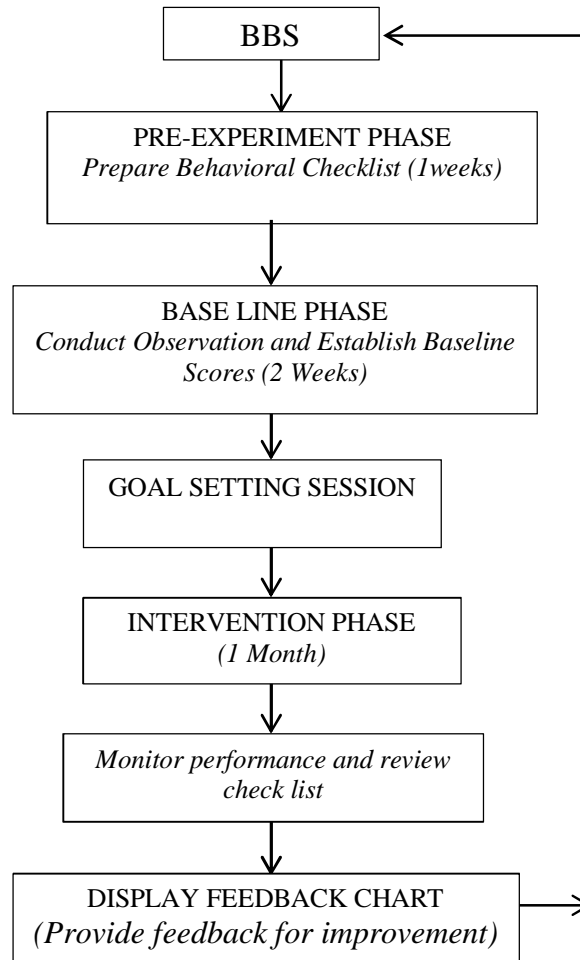 BBS
PRE-EXPERIMENT PHASE
Prepare Behavioral Checklist (1weeks)
BASE LINE PHASE
Conduct Observation and Establish Baseline
Scores (2 Weeks)
GOAL SETTING SESSION
INTERVENTION PHASE
(1 Month)
Monitor performance and review
check list
DISPLAY FEEDBACK CHART
(Provide feedback for improvement)